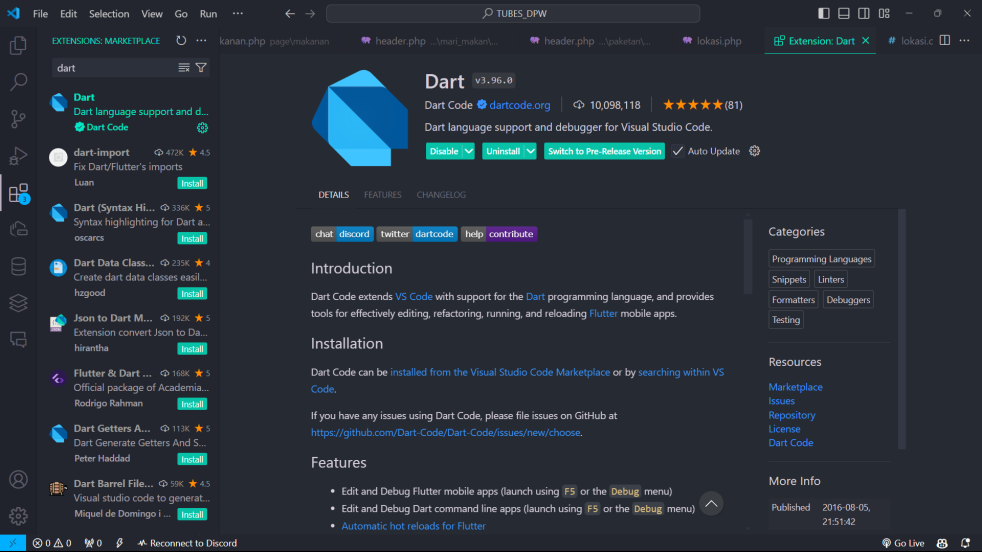 File Edit Selection View Go Run ··· TUBES_DPW
EXTENSIONS: MARKETPLACE
dart
Dart
Dart language support and d...
Dart Code
dart-import 472K 4.5
Fix Dart/Flutter's imports
Luan Install
Dart (Syntax Hi... 336K 5
Syntax highlighting for Dart a...
oscarcs Install
Dart Data Class... 235K 4
Create dart data classes easil...
hzgood Install
Json to Dart M... 192K 5
Extension convert Json to Da...
hirantha Install
Flutter & Dart ... 168K 5
Official package of Academia...
Rodrigo Rahman Install
Dart Getters A... 113K 5
Dart Generate Getters And S...
Peter Haddad Install
Dart Barrel File... 59K 4.5
Visual studio code to generat...
Miquel de Domingo i ... Install
3
kanan.php page\makanan header.php ...\mari_makan\... header.php ...\paketan\... lokasi.php Extension: Dart # lokasi.c
Dart v3.96.0
Dart Code dartcode.org 10,098,118 (81)
Dart language support and debugger for Visual Studio Code.
Disable Uninstall Switch to Pre-Release Version Auto Update
DETAILS FEATURES CHANGELOG
chat discord twitter dartcode help contribute
Introduction
Dart Code extends VS Code with support for the Dart programming language, and provides
tools for effectively editing, refactoring, running, and reloading Flutter mobile apps.
Installation
Dart Code can be installed from the Visual Studio Code Marketplace or by searching within VS
Code.
If you have any issues using Dart Code, please file issues on GitHub at
https://github.com/Dart-Code/Dart-Code/issues/new/choose.
Features
• Edit and Debug Flutter mobile apps (launch using F5 or the Debug menu)
• Edit and Debug Dart command line apps (launch using F5 or the Debug menu)
• Automatic hot reloads for Flutter
Categories
Programming Languages
Snippets Linters
Formatters Debuggers
Testing
Resources
Marketplace
Issues
Repository
License
Dart Code
More Info
Published 2016-08-05,
21:51:42
0 0 0 Reconnect to Discord Go Live